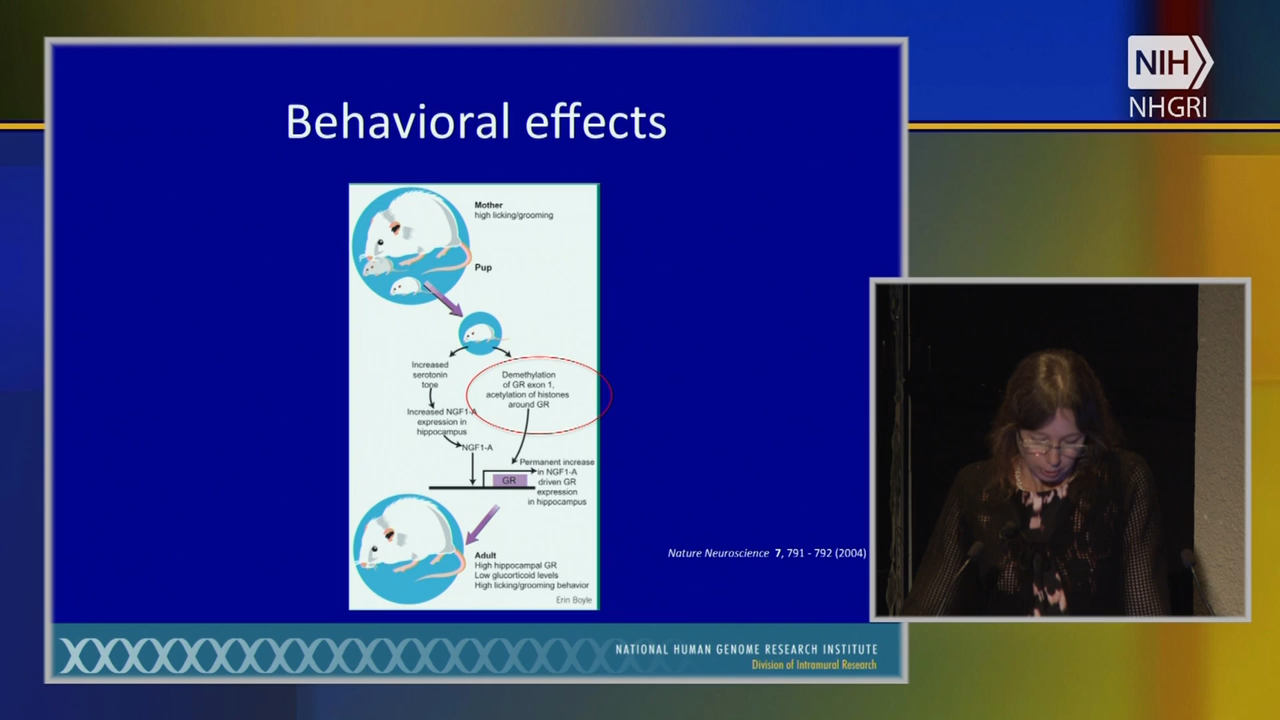 NIH
NHGRI
Behavioral effects
Mother
high licking/grooming
Pup
Increased
serotonin
tone
Demethylation
of GR exon 1,
acetylation of histones
around GR
Increased NGF1-A
expression in
hippocampus
NGF1-A
GR
Permanent increase
in NGF1-A
driven GR
expression
in hippocampus
Adult
High hippocampal GR
Low glucorticoid levels
High licking/grooming behavior
Erin Boyle
Nature Neuroscience 7, 791 - 792 (2004)
NATIONAL HUMAN GENOME RESEARCH INSTITUTE
Division of Intramural Research